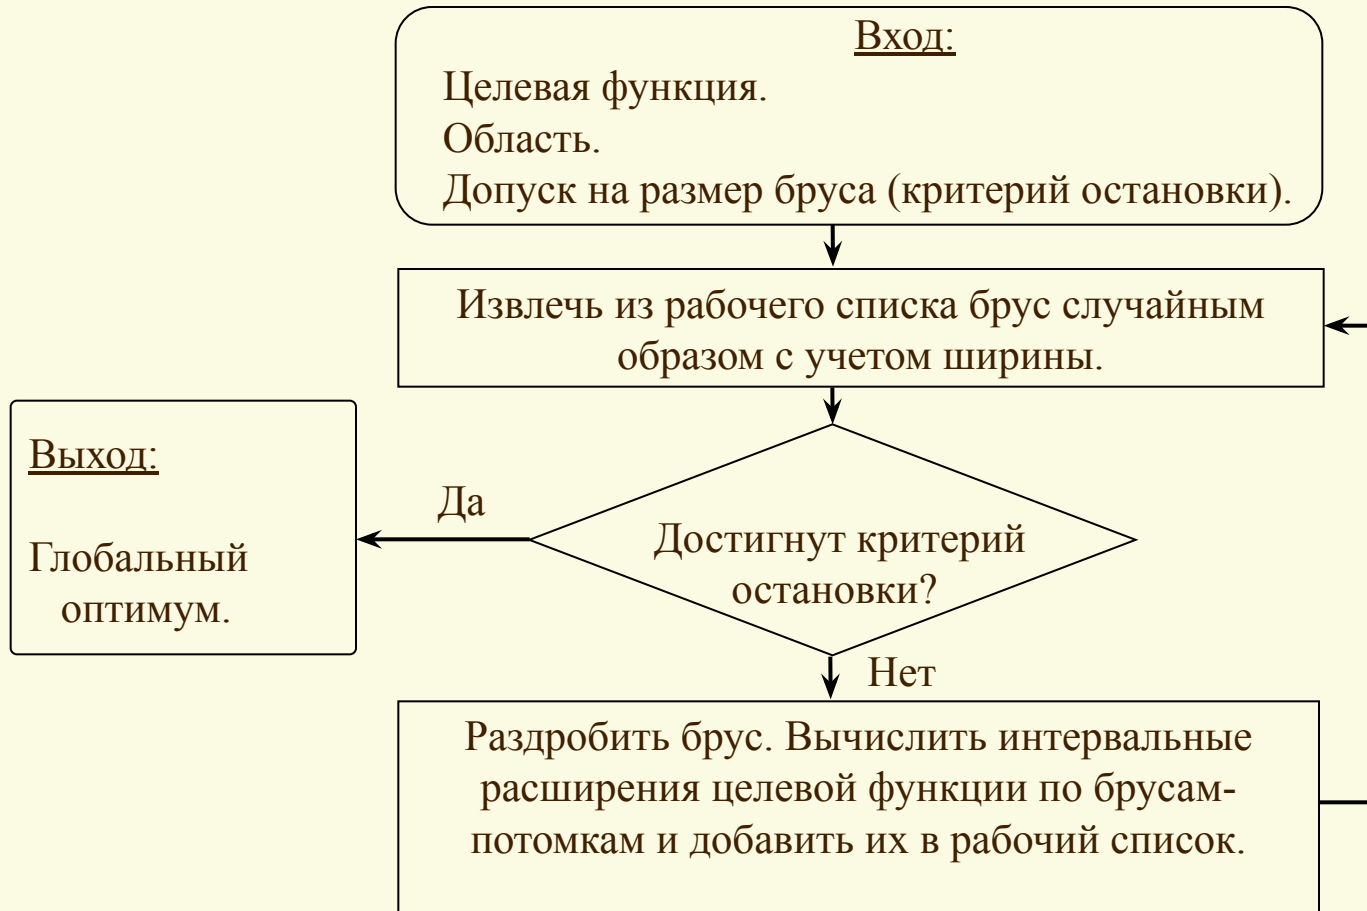 Вход:
Целевая функция.
Область.
Допуск на размер бруса (критерий остановки).
Извлечь из рабочего списка брус случайным
образом с учетом ширины.
Выход:
Глобальный
оптимум.
Да
Достигнут критерий
остановки?
Нет
Раздробить брус. Вычислить интервальные
расширения целевой функции по брусам-
потомкам и добавить их в рабочий список.